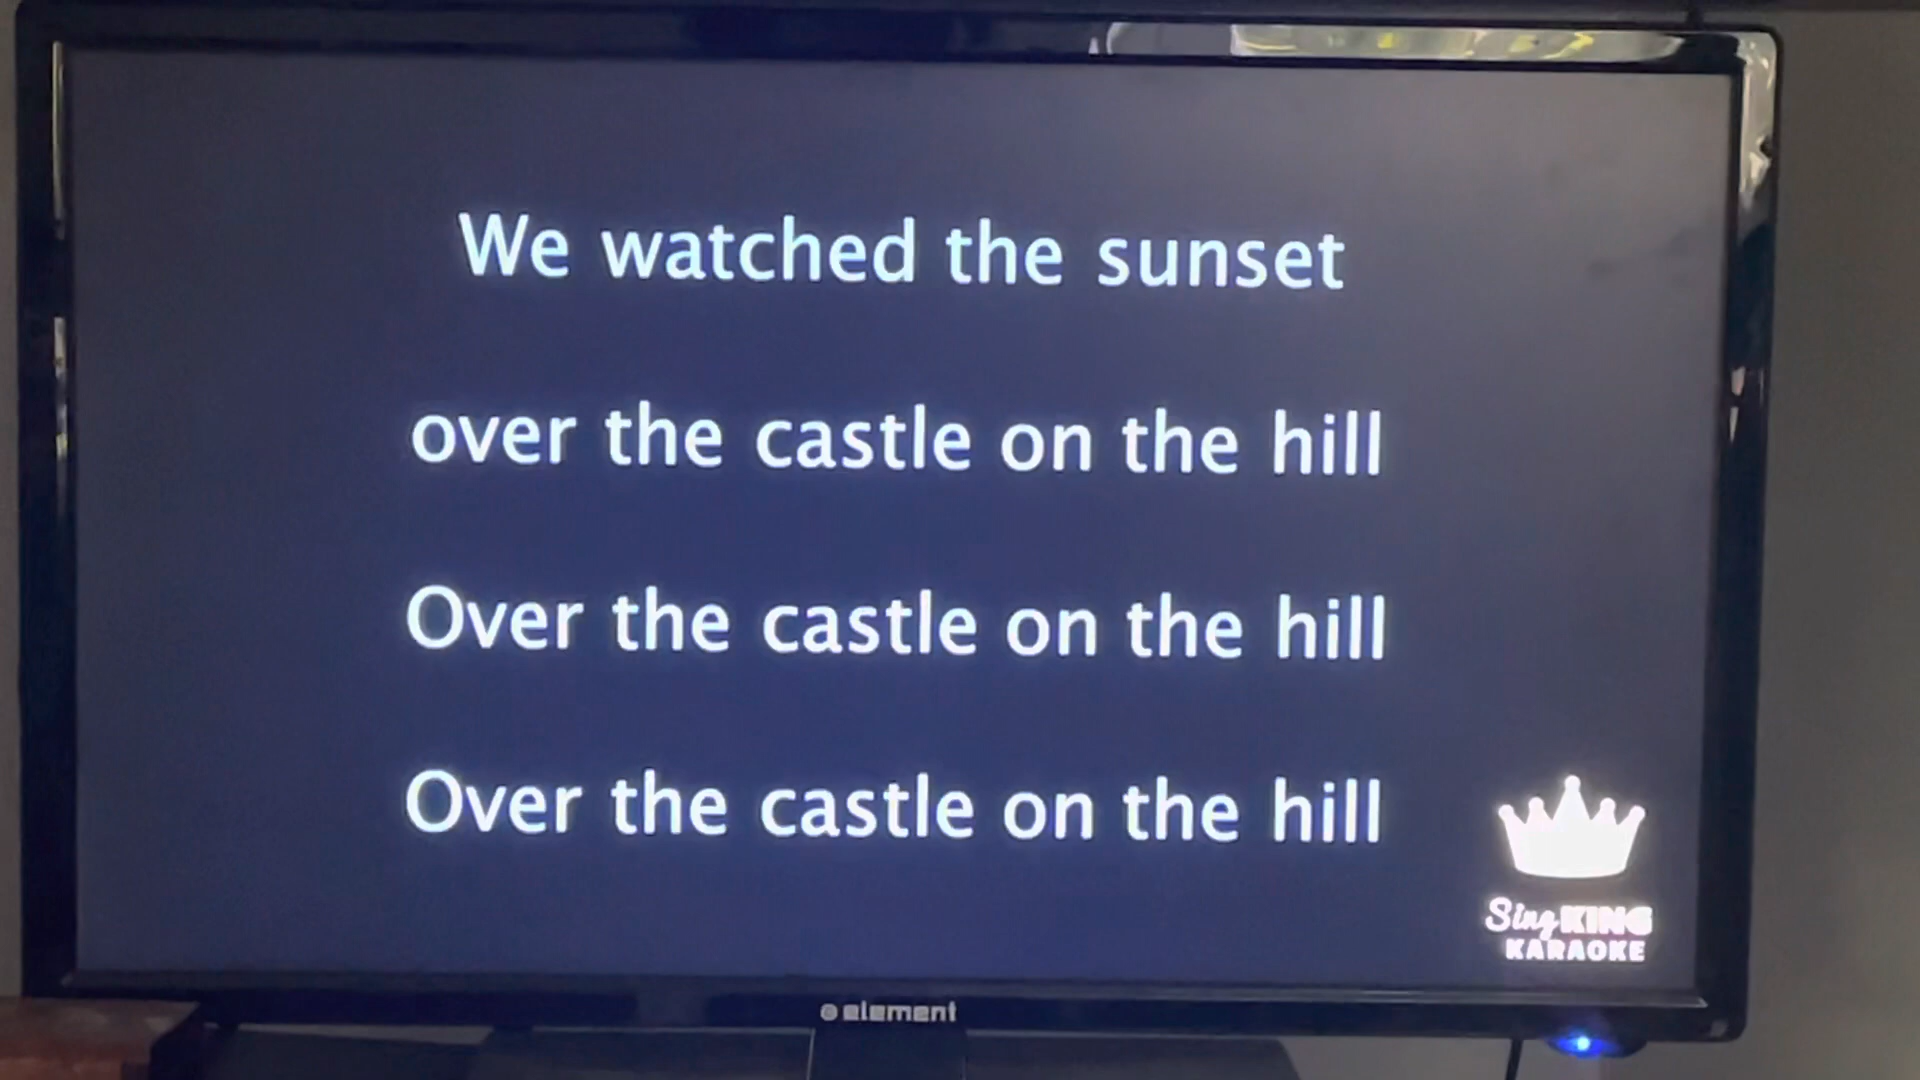 We watched the sunset
over the castle on the hill
Over the castle on the hill
Over the castle on the hill
Sing KING
KARAOKE
element